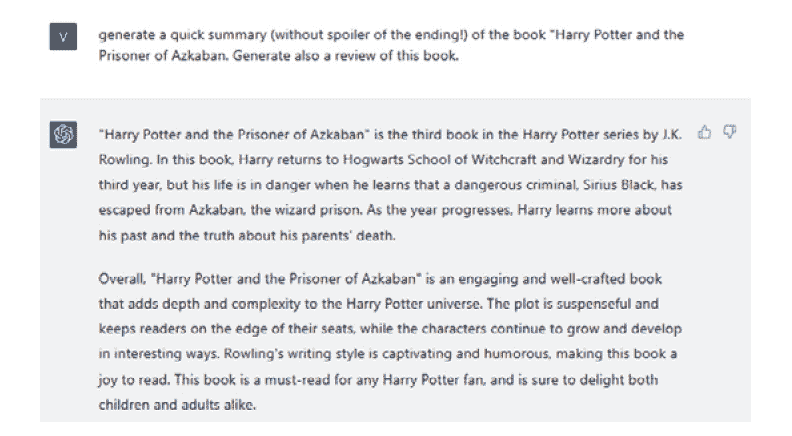 V
generate a quick summary (without spoiler of the ending!) of the book "Harry Potter and the
Prisoner of Azkaban. Generate also a review of this book.
"Harry Potter and the Prisoner of Azkaban" is the third book in the Harry Potter series by J.K.
Rowling. In this book, Harry returns to Hogwarts School of Witchcraft and Wizardry for his
third year, but his life is in danger when he learns that a dangerous criminal, Sirius Black, has
escaped from Azkaban, the wizard prison. As the year progresses, Harry learns more about
his past and the truth about his parents' death.
Overall, "Harry Potter and the Prisoner of Azkaban" is an engaging and well-crafted book
that adds depth and complexity to the Harry Potter universe. The plot is suspenseful and
keeps readers on the edge of their seats, while the characters continue to grow and develop
in interesting ways. Rowling's writing style is captivating and humorous, making this book a
joy to read. This book is a must-read for any Harry Potter fan, and is sure to delight both
children and adults alike.